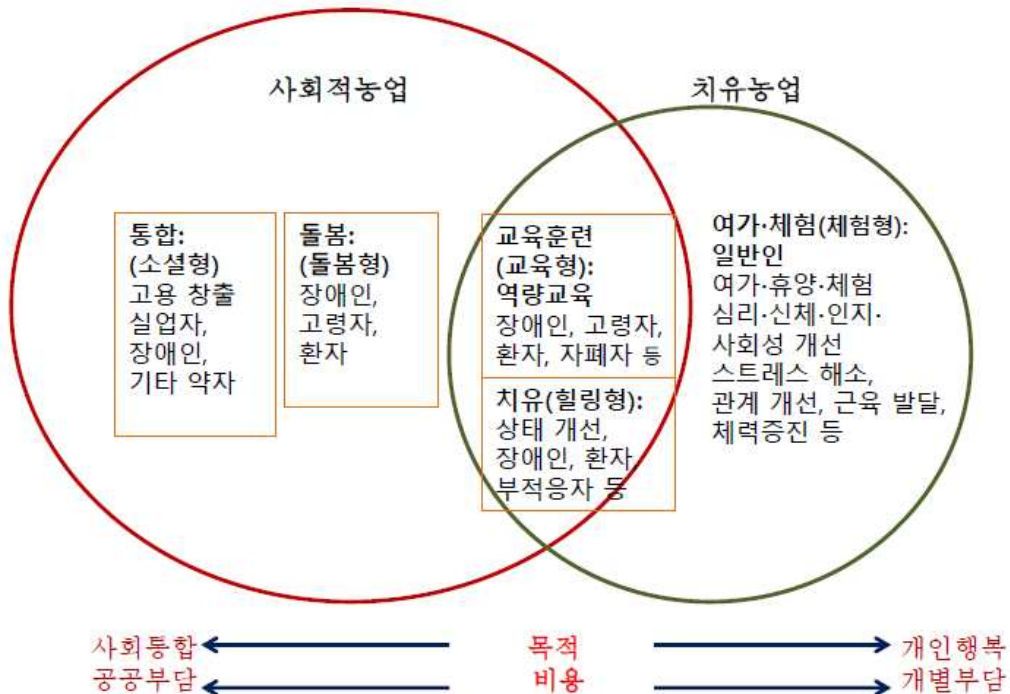 사회적농업
치유농업
통합:
(소셜형)
고용 창출
실업자,
장애인,
기타 약자
돌봄:
(돌봄형)
장애인,
고령자,
환자
교육훈련
(교육형):
역량교육
장애인, 고령자,
환자, 자폐자 등
치유(힐링형):
상태 개선,
장애인, 환자,
부적응자 등
여가·체험(체험형):
일반인
여가·휴양·체험
심리·신체·인지·
사회성 개선
스트레스 해소,
관계 개선, 근육 발달,
체력증진 등
사회통합 목적 개인행복
공공부담 비용 개별부담